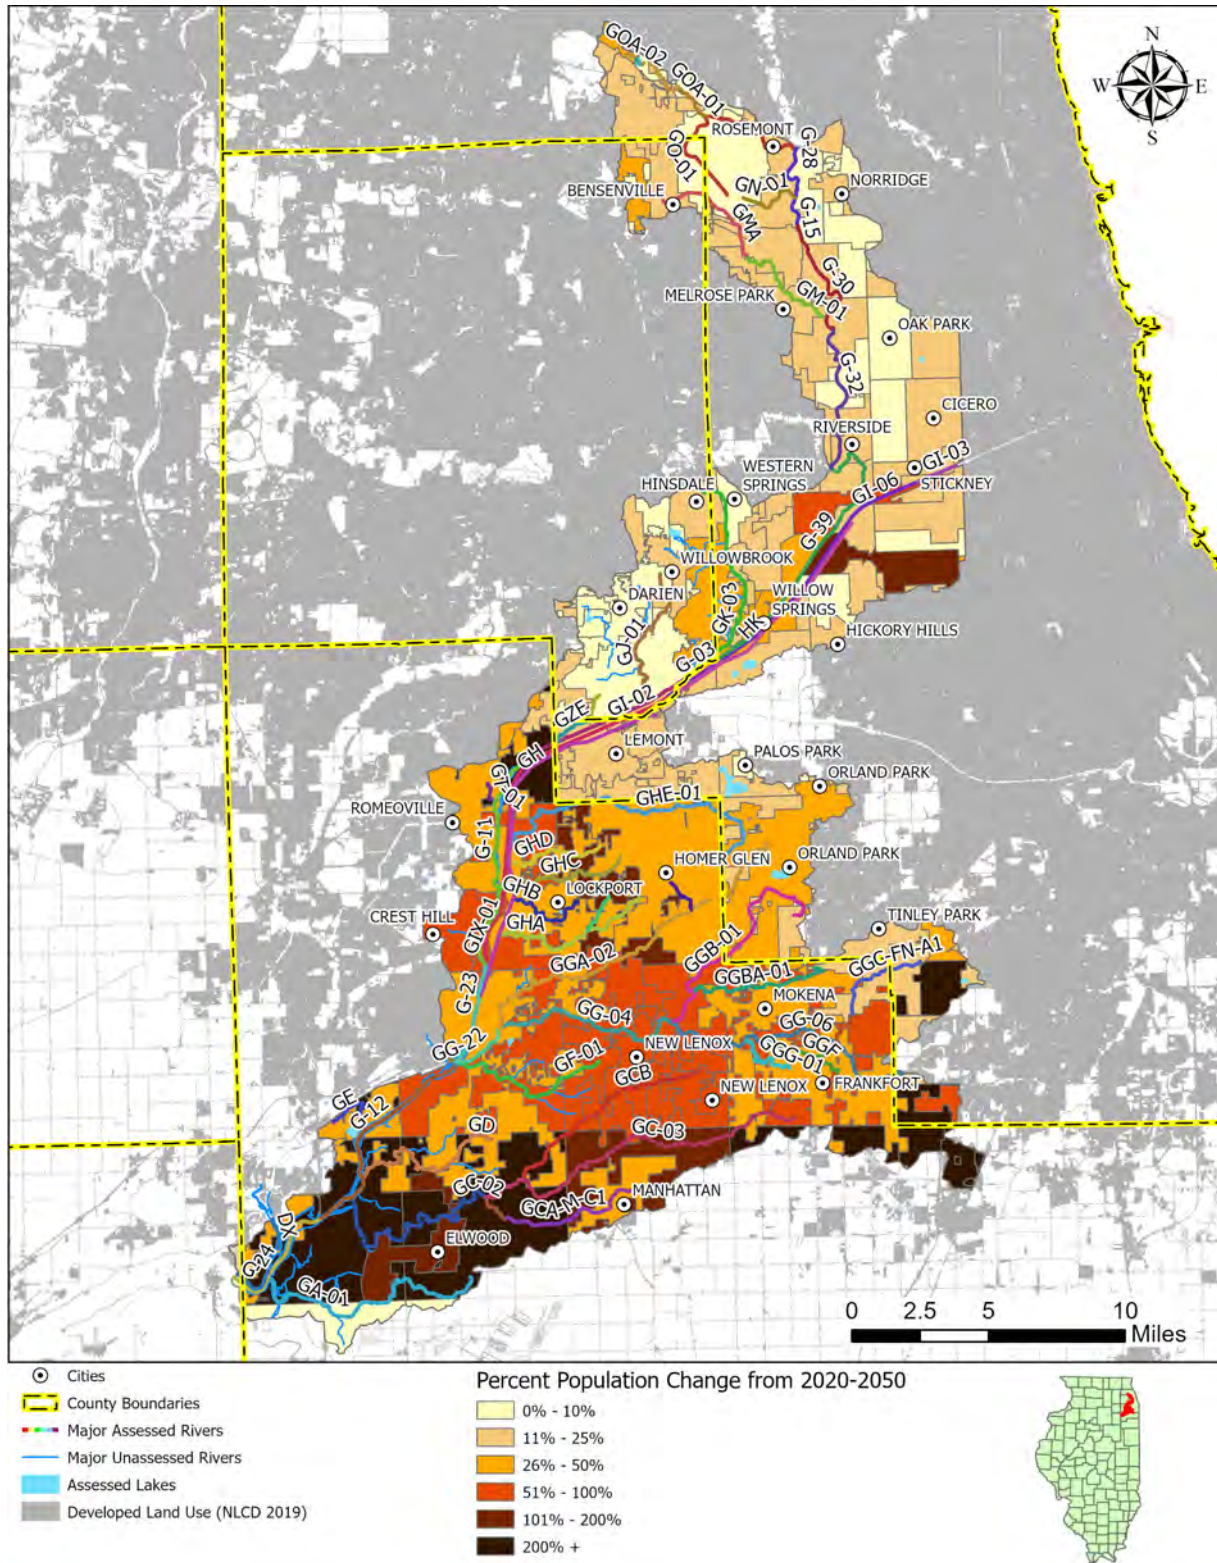 GOA-02
GOA-01
N
W
E
S
ROSEMONT
G-28
GO-01
BENSENVILLE
GN-01
NORRIDGE
GMA
G-15
G-30
MELROSE PARK
GM-01
OAK PARK
G-32
CICERO
RIVERSIDE
WESTERN
SPRINGS
GI-03
HINSDALE
GI-06
STICKNEY
G-39
WILLOWBROOK
DARIEN
GK-03
WILLOW
SPRINGS
HK
GJ-01
HICKORY HILLS
G-03
GI-02
GZE
LEMONT
GH
PALOS PARK
ORLAND PARK
G7-01
GHE-01
ROMEOVILLE
G-11
GHD
GHC
HOMER GLEN
ORLAND PARK
GHB
LOCKPORT
CREST HILL
GIX-01
GHA
TINLEY PARK
GGA-02
GGB-01
GGC-FN-A1
GGBA-01
G-23
MOKENA
GG-04
GG-06
GG-22
NEW LENOX
GGF
GF-01
GGG-01
GCB
NEW LENOX
FRANKFORT
GE
G-12
GD
GC-03
GC-02
GCA-M-C1
MANHATTAN
DX
ELWOOD
G-24
GA-01
0 2.5 5 10
Miles
Cities
County Boundaries
Major Assessed Rivers
Major Unassessed Rivers
Assessed Lakes
Developed Land Use (NLCD 2019)
Percent Population Change from 2020-2050
0% - 10%
11% - 25%
26% - 50%
51% - 100%
101% - 200%
200% +